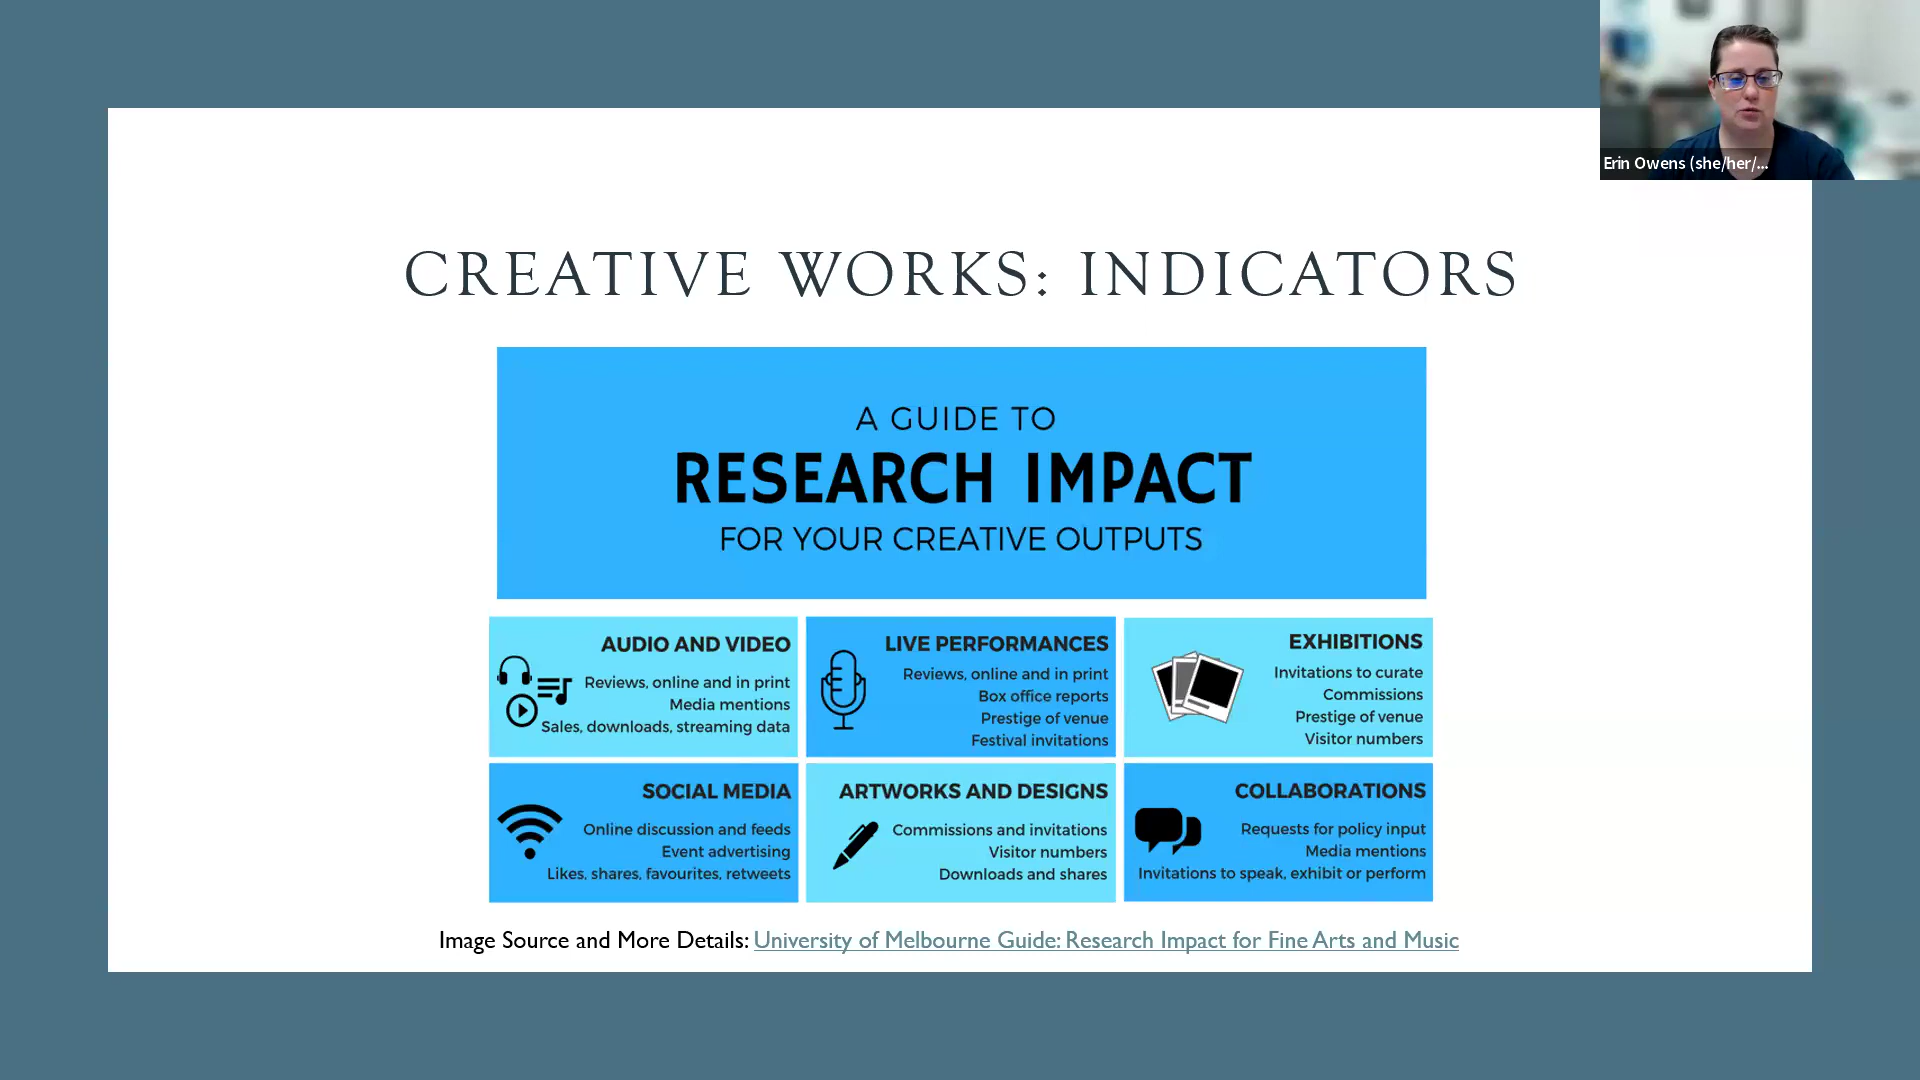 Erin Owens (she/her/...
CREATIVE WORKS: INDICATORS
A GUIDE TO
RESEARCH IMPACT
FOR YOUR CREATIVE OUTPUTS
AUDIO AND VIDEO
Reviews, online and in print
Media mentions
Sales, downloads, streaming data
LIVE PERFORMANCES
Reviews, online and in print
Box office reports
Prestige of venue
Festival invitations
EXHIBITIONS
Invitations to curate
Commissions
Prestige of venue
Visitor numbers
SOCIAL MEDIA
Online discussion and feeds
Event advertising
Likes, shares, favourites, retweets
ARTWORKS AND DESIGNS
Commissions and invitations
Visitor numbers
Downloads and shares
COLLABORATIONS
Requests for policy input
Media mentions
Invitations to speak, exhibit or perform
Image Source and More Details: University of Melbourne Guide: Research Impact for Fine Arts and Music